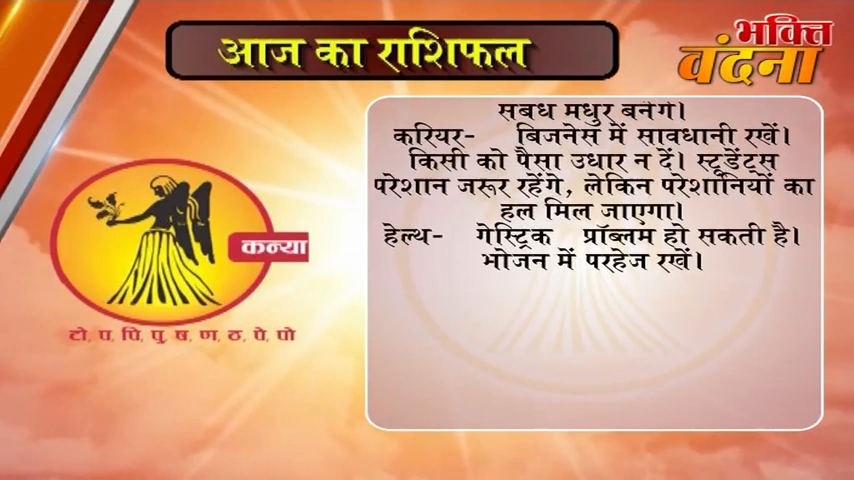 आज का राशिफल
भक्ति
वंदना
सबंध मधुर बनेंगे।
करियर- बिजनेस में सावधानी रखें।
किसी को पैसा उधार न दें। स्टूडेंट्स
परेशान जरूर रहेंगे, लेकिन परेशानियों का
हल मिल जाएगा।
हेल्थ- गेस्ट्रिक प्रॉब्लम हो सकती है।
भोजन में परहेज रखें।
कन्या
टो, प, पि, पु, ष, ण, ठ, पे, पो